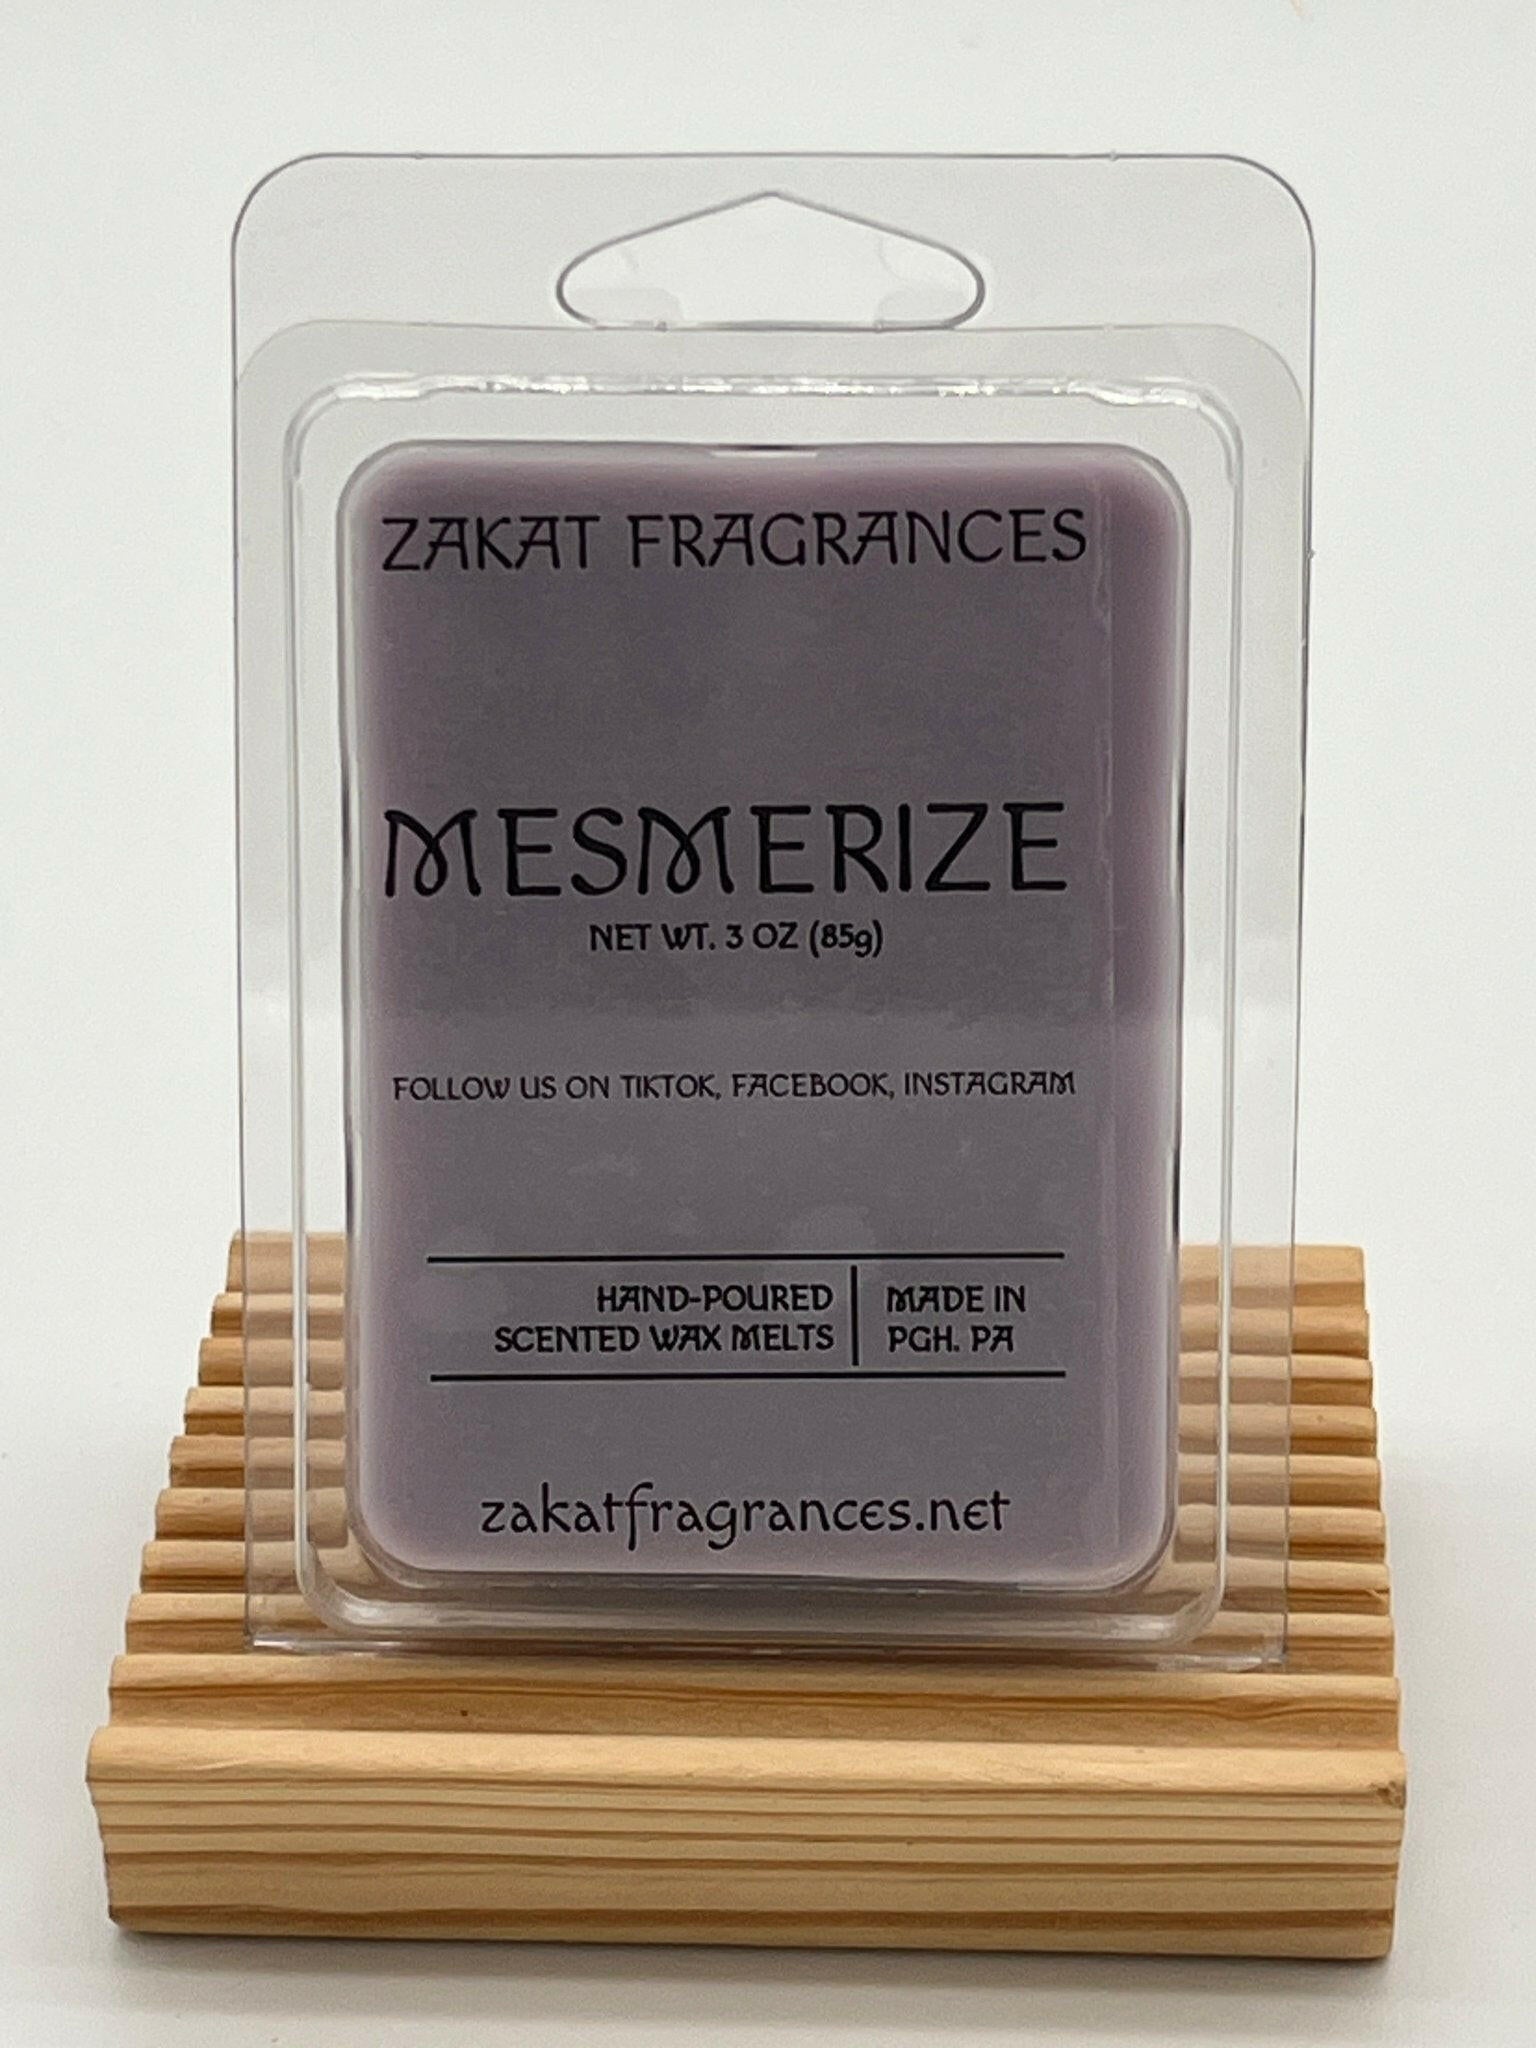 ZAKAT FRAGRANCES
MESMERIZE
NET WT. 3 OZ (85g)
FOLLOW US ON TIKTOK, FACEBOOK, INSTAGRAM
HAND-POURED
SCENTED WAX MELTS
MADE IN
PGH. PA
zakatfragrances.net